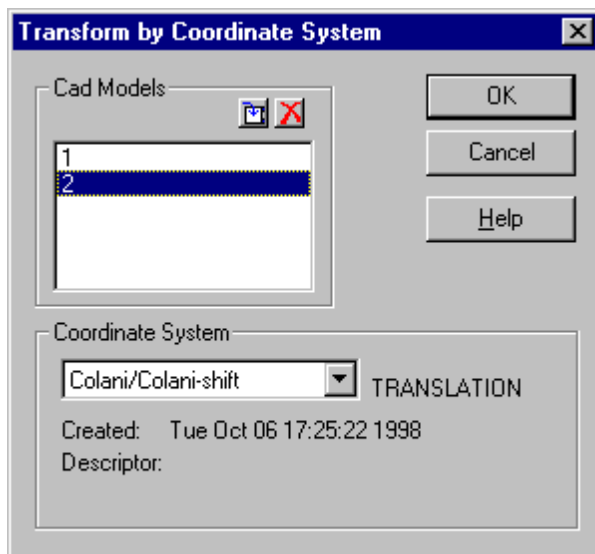 Transform by Coordinate System
Cad Models
1
2
OK
Cancel
Help
Coordinate System
Colani/Colani-shift
TRANSLATION
Created: Tue Oct 06 17:25:22 1998
Descriptor: